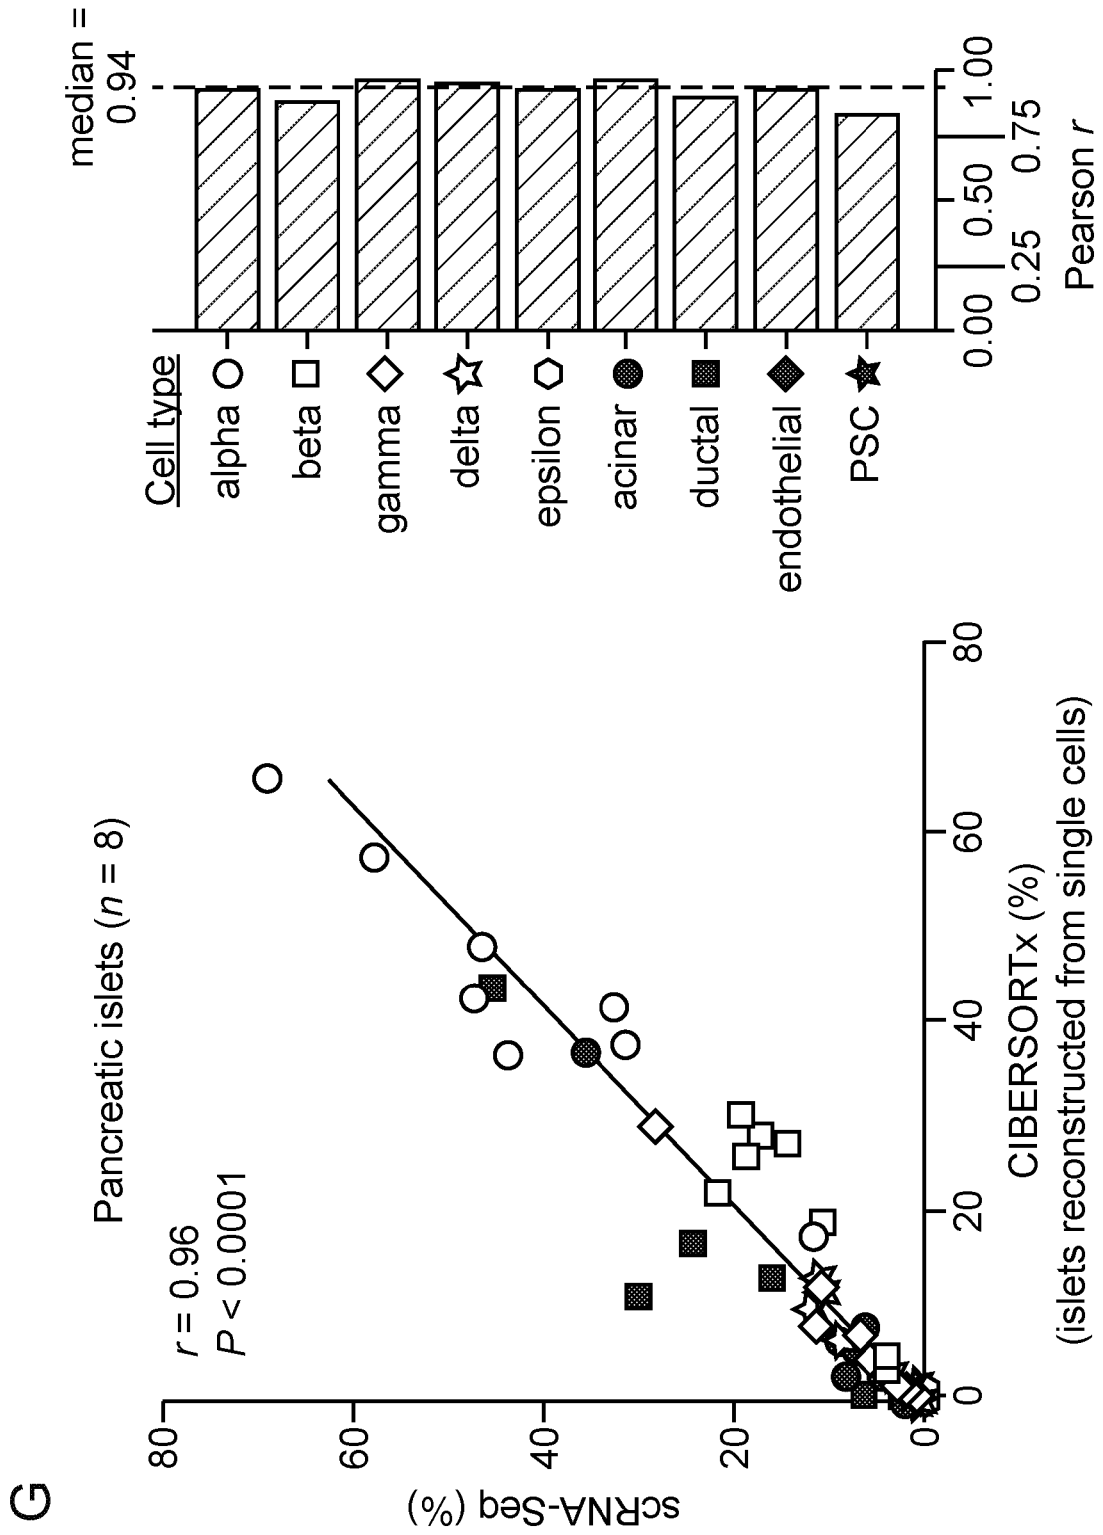 G
Pancreatic islets (n = 8)
r = 0.96
P < 0.0001
scRNA-Seq (%)
80
60
40
20
0
0
20
40
60
80
CIBERSORTx (%)
(islets reconstructed from single cells)
median =
0.94
Cell type
alpha
beta
gamma
delta
epsilon
acinar
ductal
endothelial
PSC
0.00
0.25
0.50
0.75
1.00
Pearson r